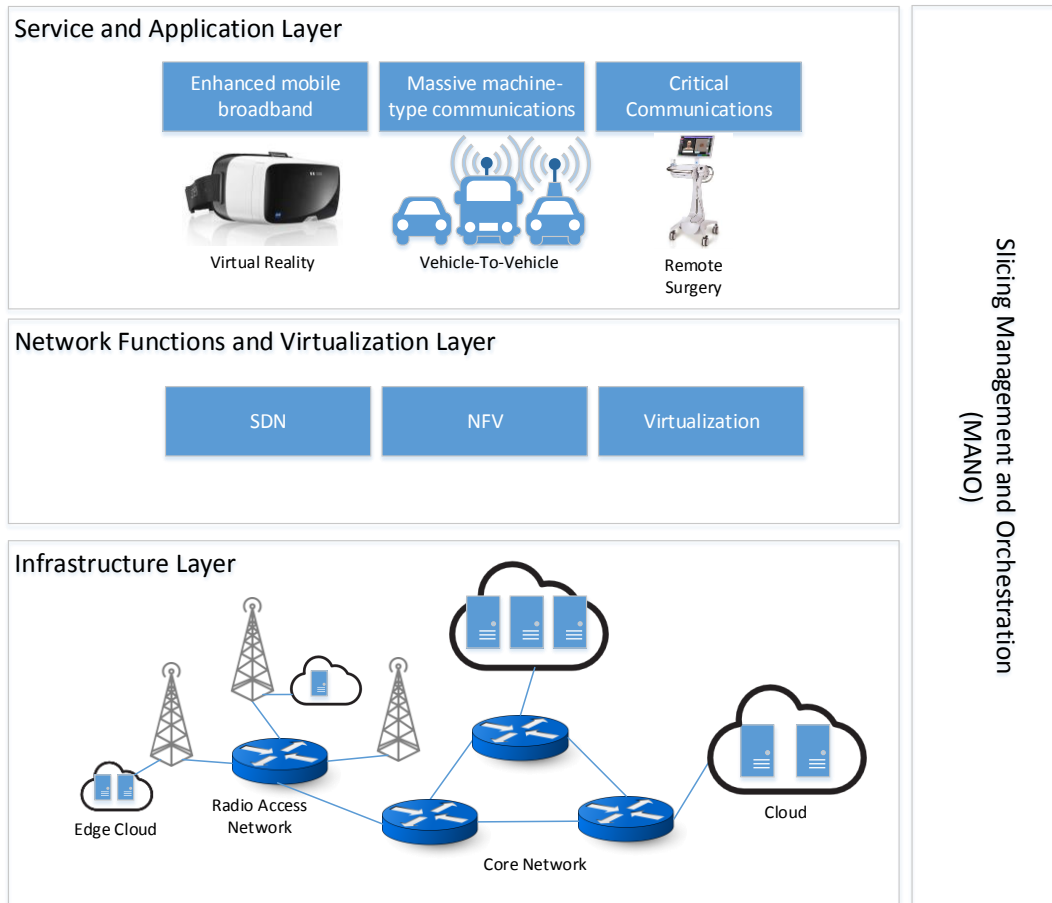 Service and Application Layer
Enhanced mobile
broadband
Massive machine-
type communications
Critical
Communications
Virtual Reality
Vehicle-To-Vehicle
Remote
Surgery
Network Functions and Virtualization Layer
SDN
NFV
Virtualization
Infrastructure Layer
Edge Cloud
Radio Access
Network
Core Network
Cloud
Slicing Management and Orchestration
(MANO)